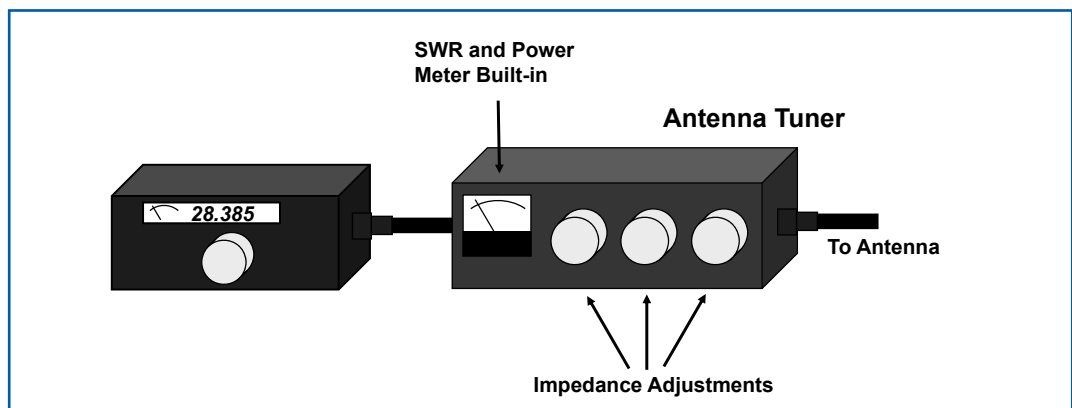 SWR and Power
Meter Built-in
Antenna Tuner
28.385
To Antenna
Impedance Adjustments